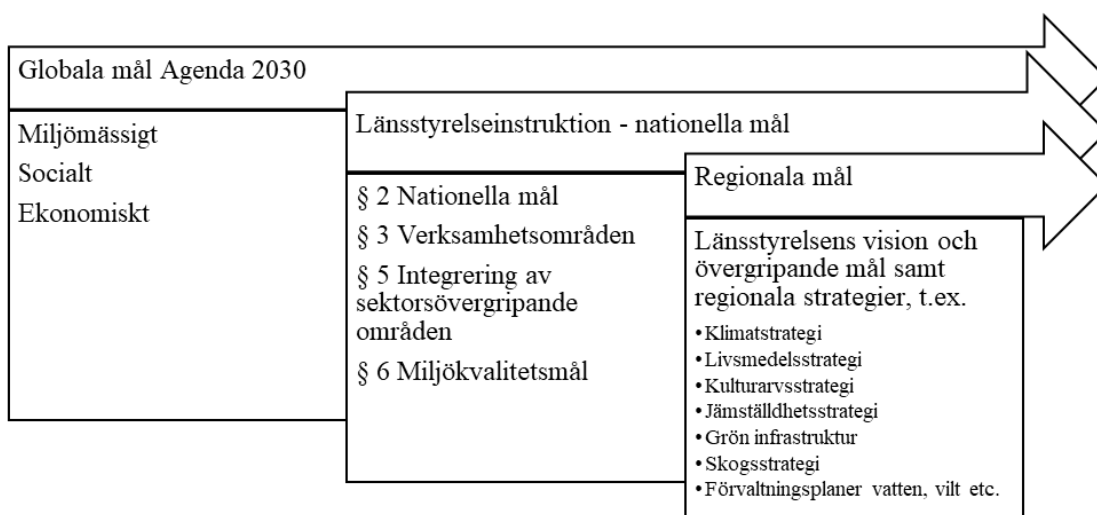 Globala mål Agenda 2030
Miljömässigt
Socialt
Ekonomiskt
Länsstyrelseinstruktion - nationella mål
§ 2 Nationella mål
§ 3 Verksamhetsområden
§ 5 Integrering av
sektorsövergripande
områden
§ 6 Miljökvalitetsmål
Regionala mål
Länsstyrelsens vision och
övergripande mål samt
regionala strategier, t.ex.
•Klimatstrategi
•Livsmedelsstrategi
•Kulturarvsstrategi
•Jämställdhetsstrategi
•Grön infrastruktur
•Skogsstrategi
•Förvaltningsplaner vatten, vilt etc.